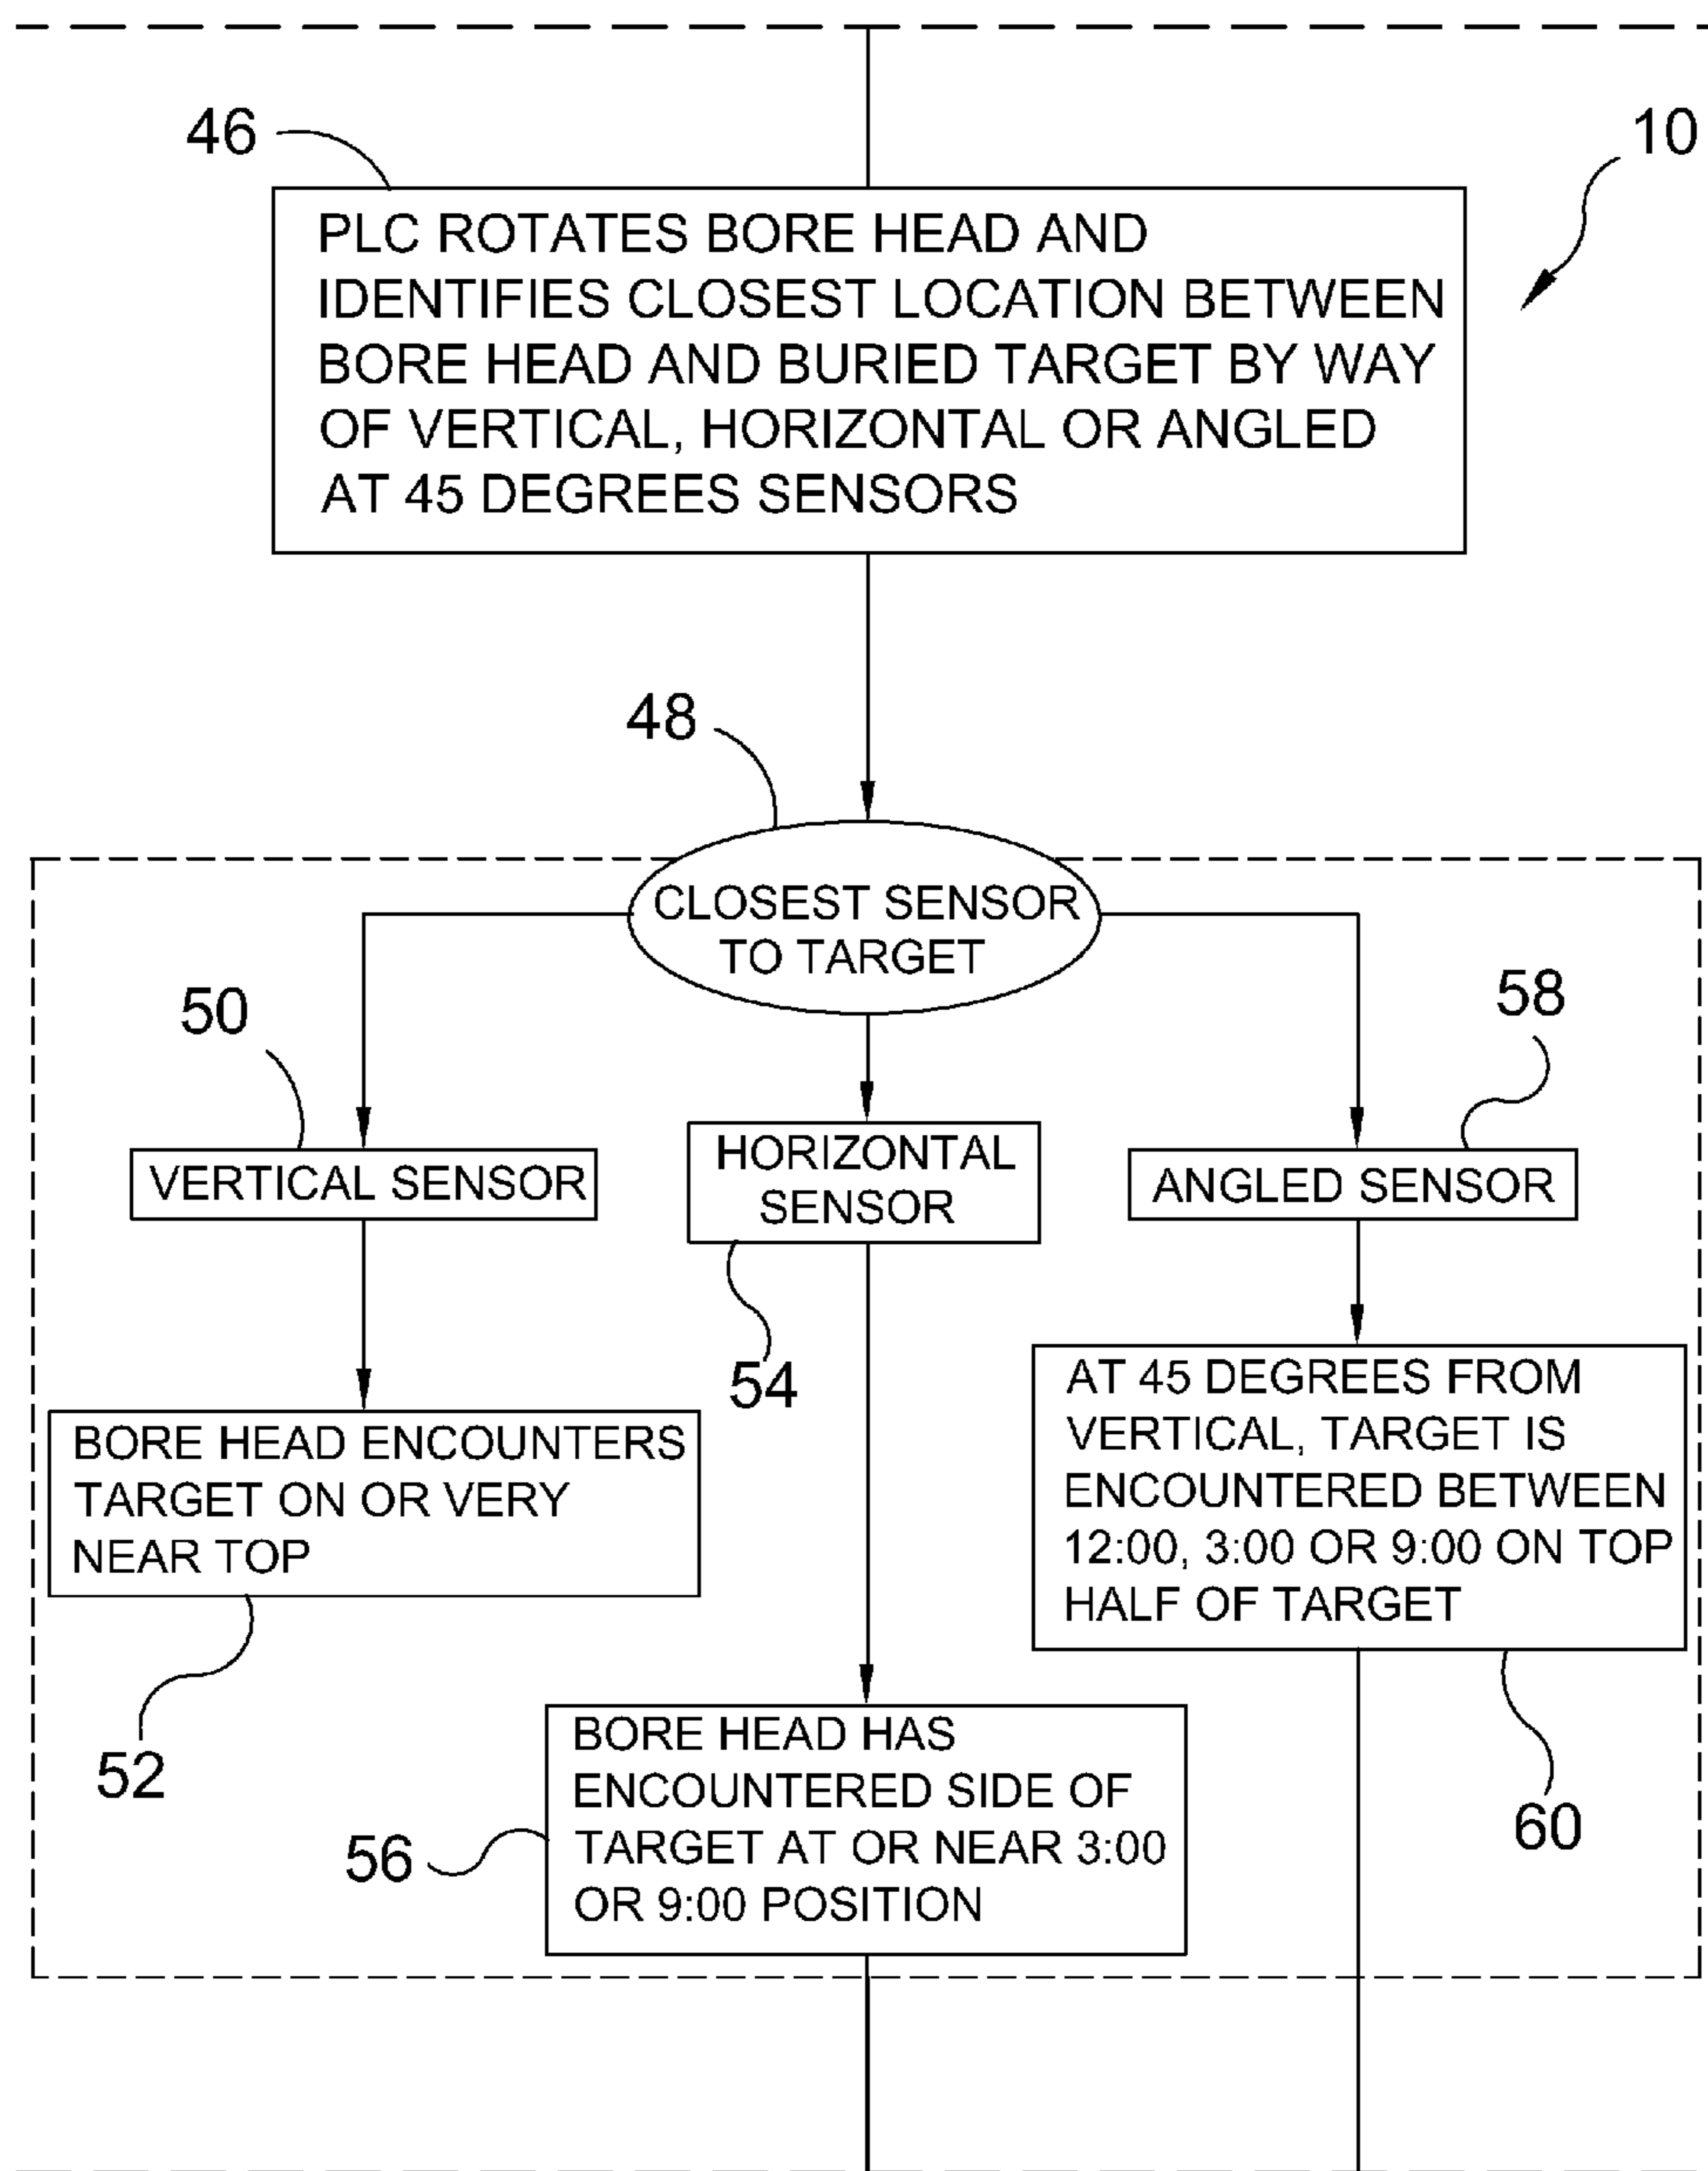 46
10
PLC ROTATES BORE HEAD AND
IDENTIFIES CLOSEST LOCATION BETWEEN
BORE HEAD AND BURIED TARGET BY WAY
OF VERTICAL, HORIZONTAL OR ANGLED
AT 45 DEGREES SENSORS
48
CLOSEST SENSOR
TO TARGET
50
58
VERTICAL SENSOR
HORIZONTAL
SENSOR
ANGLED SENSOR
54
BORE HEAD ENCOUNTERS
TARGET ON OR VERY
NEAR TOP
AT 45 DEGREES FROM
VERTICAL, TARGET IS
ENCOUNTERED BETWEEN
12:00, 3:00 OR 9:00 ON TOP
HALF OF TARGET
52
BORE HEAD HAS
ENCOUNTERED SIDE OF
TARGET AT OR NEAR 3:00
OR 9:00 POSITION
56
60